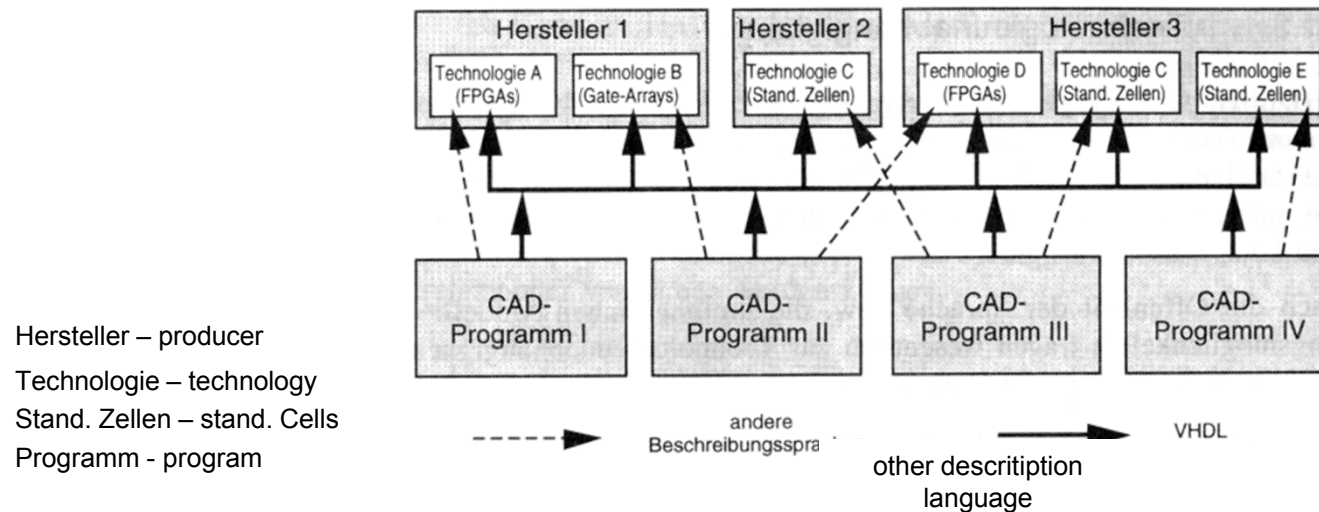 Hersteller 1
Technologie A
(FPGAs)
Technologie B
(Gate-Arrays)
Hersteller 2
Technologie C
(Stand. Zellen)
Hersteller 3
Technologie D
(FPGAs)
Technologie C
(Stand. Zellen)
Technologie E
(Stand. Zellen)
CAD-
Programm I
CAD-
Programm II
CAD-
Programm III
CAD-
Programm IV
Hersteller – producer
Technologie – technology
Stand. Zellen – stand. Cells
Programm - program
andere
Beschreibungsspra
VHDL
other descritiption
language